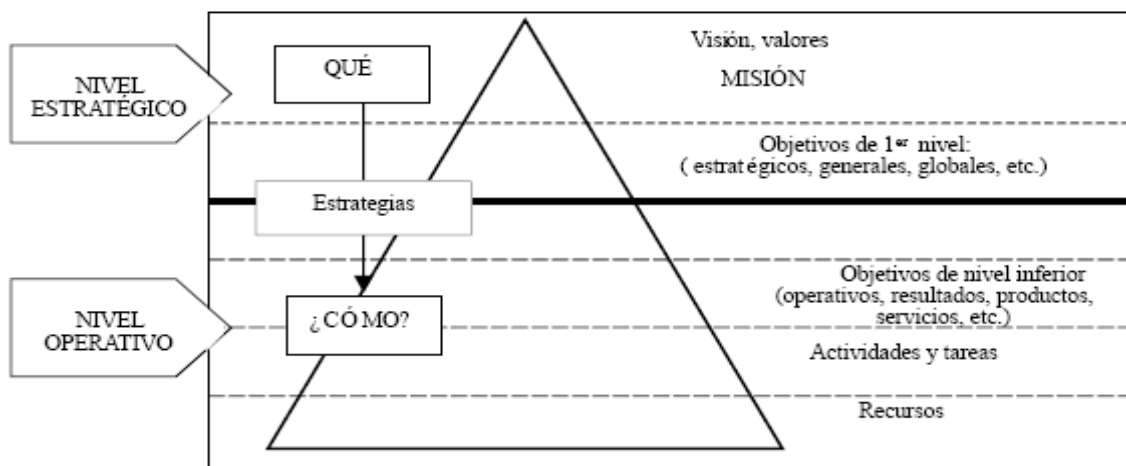 Visión, valores
QUÉ
MISIÓN
NIVEL
ESTRATÉGICO
Objetivos de 1er nivel:
( estratégicos, generales, globales, etc.)
Estrategias
Objetivos de nivel inferior
(operativos, resultados, productos,
servicios, etc.)
¿CÓMO?
NIVEL
OPERATIVO
Actividades y tareas
Recursos